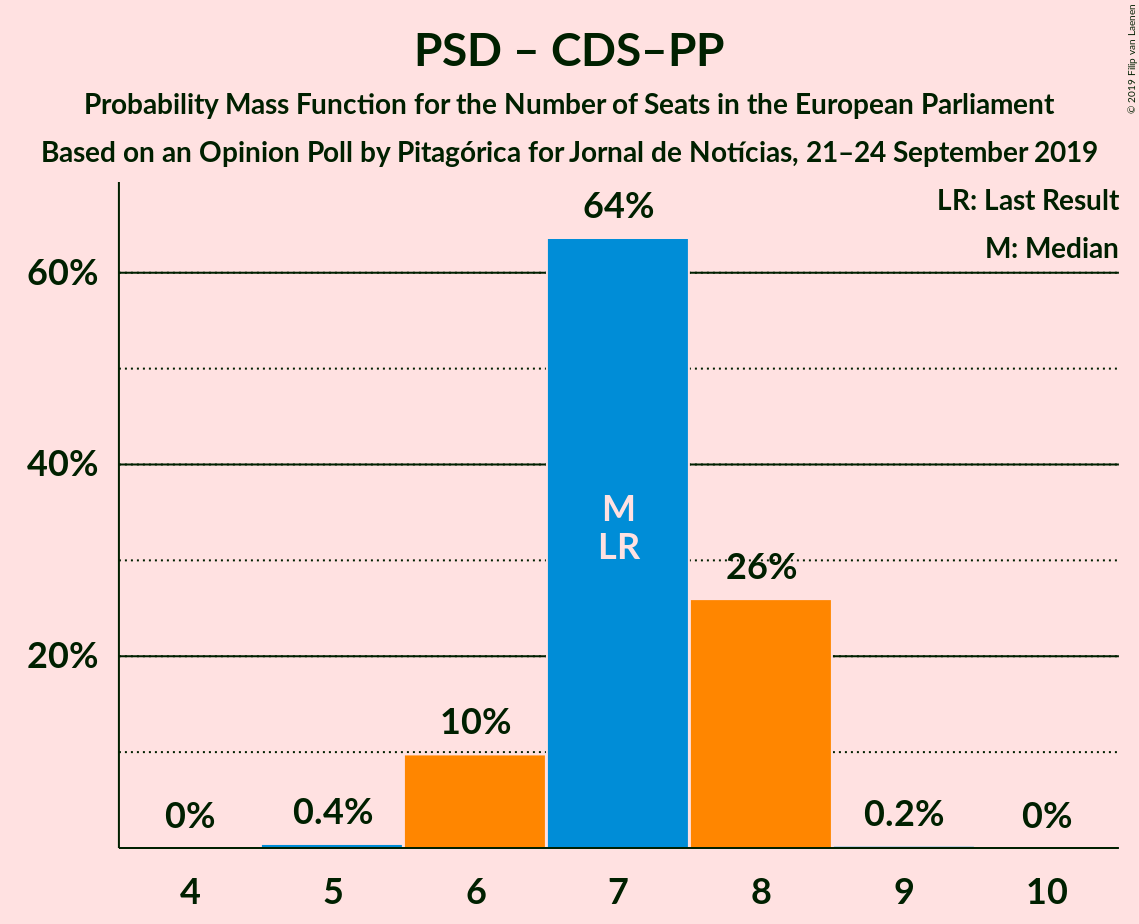 PSD – CDS–PP
Probability Mass Function for the Number of Seats in the European Parliament
Based on an Opinion Poll by Pitagórica for Jornal de Notícias, 21–24 September 2019
© 2019 Filip van Laenen
LR: Last Result
M: Median
64%
60%
40%
M
LR
26%
20%
10%
0%
0.4%
0.2%
0%
4
5
6
7
8
9
10